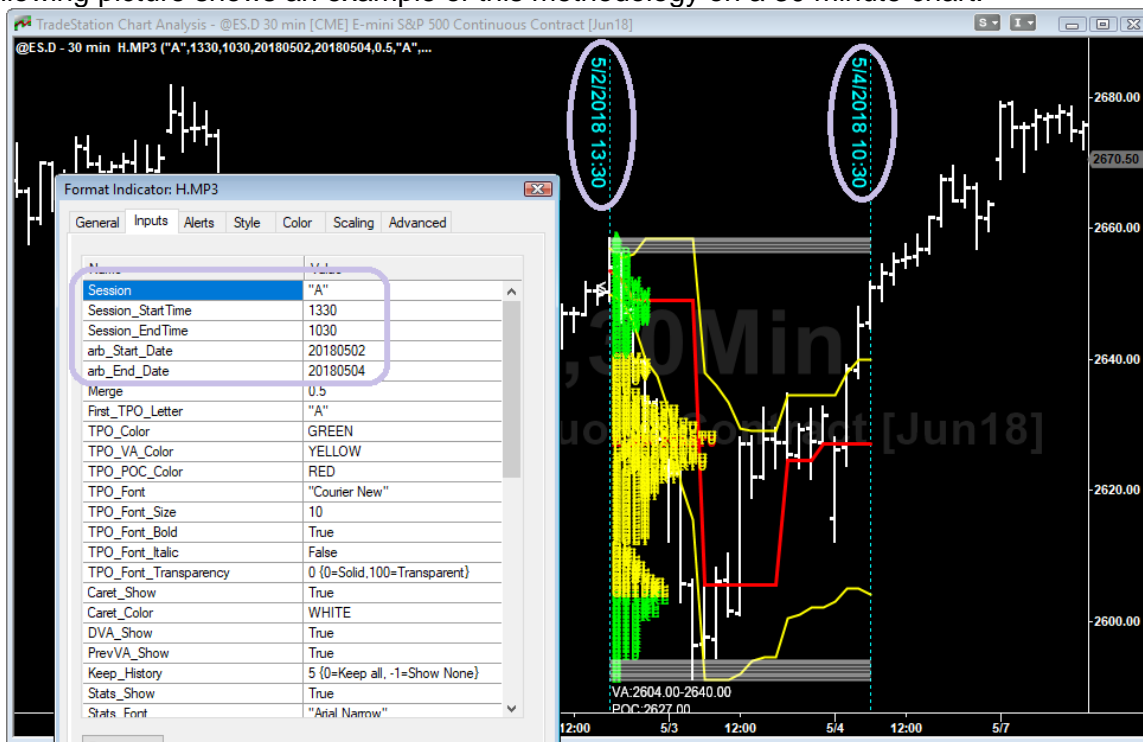 TradeStation Chart Analysis - @ES.D 30 min [CME] E-mini S&P 500 Continuous Contract [Jun18]
S I
@ES.D - 30 min H.MP3 ("A",1330,1030,20180502,20180504,0.5,"A",...
5/2/2018 13:30
5/4/2018 10:30
2680.00
2670.50
2660.00
2640.00
2620.00
2600.00
Format Indicator: H.MP3
General Inputs Alerts Style Color Scaling Advanced
Name Value
Session "A"
Session_StartTime 1330
Session_EndTime 1030
arb_Start_Date 20180502
arb_End_Date 20180504
Merge 0.5
First_TPO_Letter "A"
TPO_Color GREEN
TPO_VA_Color YELLOW
TPO_POC_Color RED
TPO_Font "Courier New"
TPO_Font_Size 10
TPO_Font_Bold True
TPO_Font_Italic False
TPO_Font_Transparency 0 {0=Solid,100=Transparent}
Caret_Show True
Caret_Color WHITE
DVA_Show True
PrevVA_Show True
Keep_History 5 {0=Keep all, -1=Show None}
Stats_Show True
Stats_Font "Arial Narrow"
,30 Min
Contract [Jun18]
VA:2604.00-2640.00
POC:2627.00
12:00 5/3 12:00 5/4 12:00 5/7